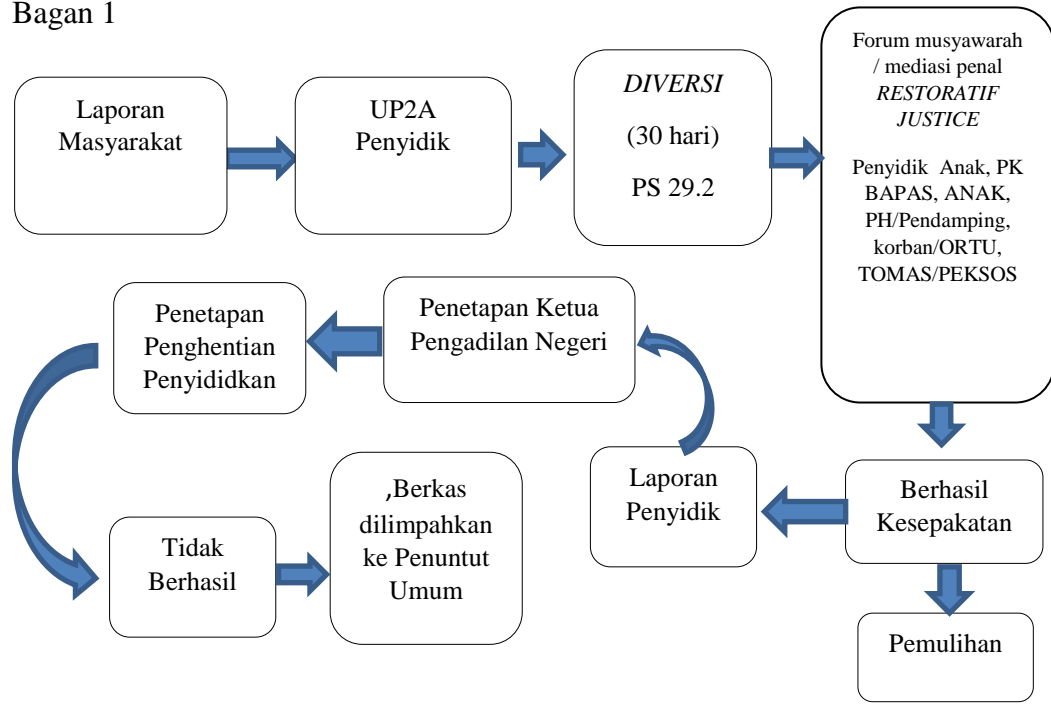 Bagan 1
Laporan
Masyarakat
UP2A
Penyidik
DIVERSI
(30 hari)
PS 29.2
Forum musyawarah
/ mediasi penal
RESTORATIF
JUSTICE
Penyidik Anak, PK
BAPAS, ANAK,
PH/Pendamping,
korban/ORTU,
TOMAS/PEKSOS
Berhasil
Kesepakatan
Pemulihan
Laporan
Penyidik
Penetapan Ketua
Pengadilan Negeri
Penetapan
Penghentian
Penyididkan
Tidak
Berhasil
,Berkas
dilimpahkan
ke Penuntut
Umum